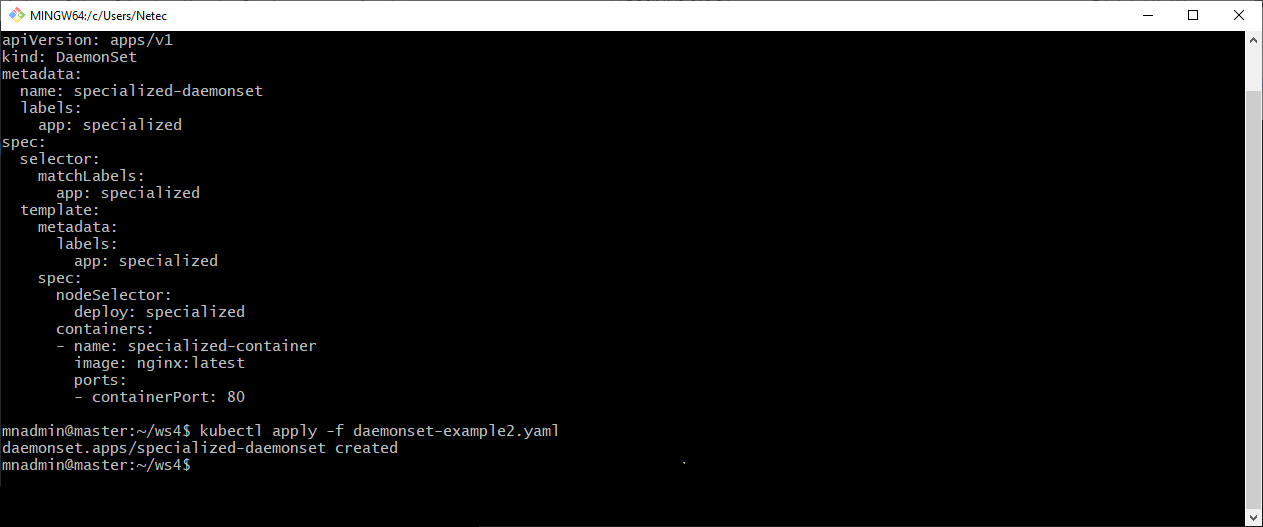 MINGW64:/c/Users/Netec
apiVersion: apps/v1
kind: DaemonSet
metadata:
  name: specialized-daemonset
  labels:
    app: specialized
spec:
  selector:
    matchLabels:
      app: specialized
  template:
    metadata:
      labels:
        app: specialized
    spec:
      nodeSelector:
        deploy: specialized
      containers:
      - name: specialized-container
        image: nginx:latest
        ports:
        - containerPort: 80

mnadmin@master:~/ws4$ kubectl apply -f daemonset-example2.yaml
daemonset.apps/specialized-daemonset created
mnadmin@master:~/ws4$